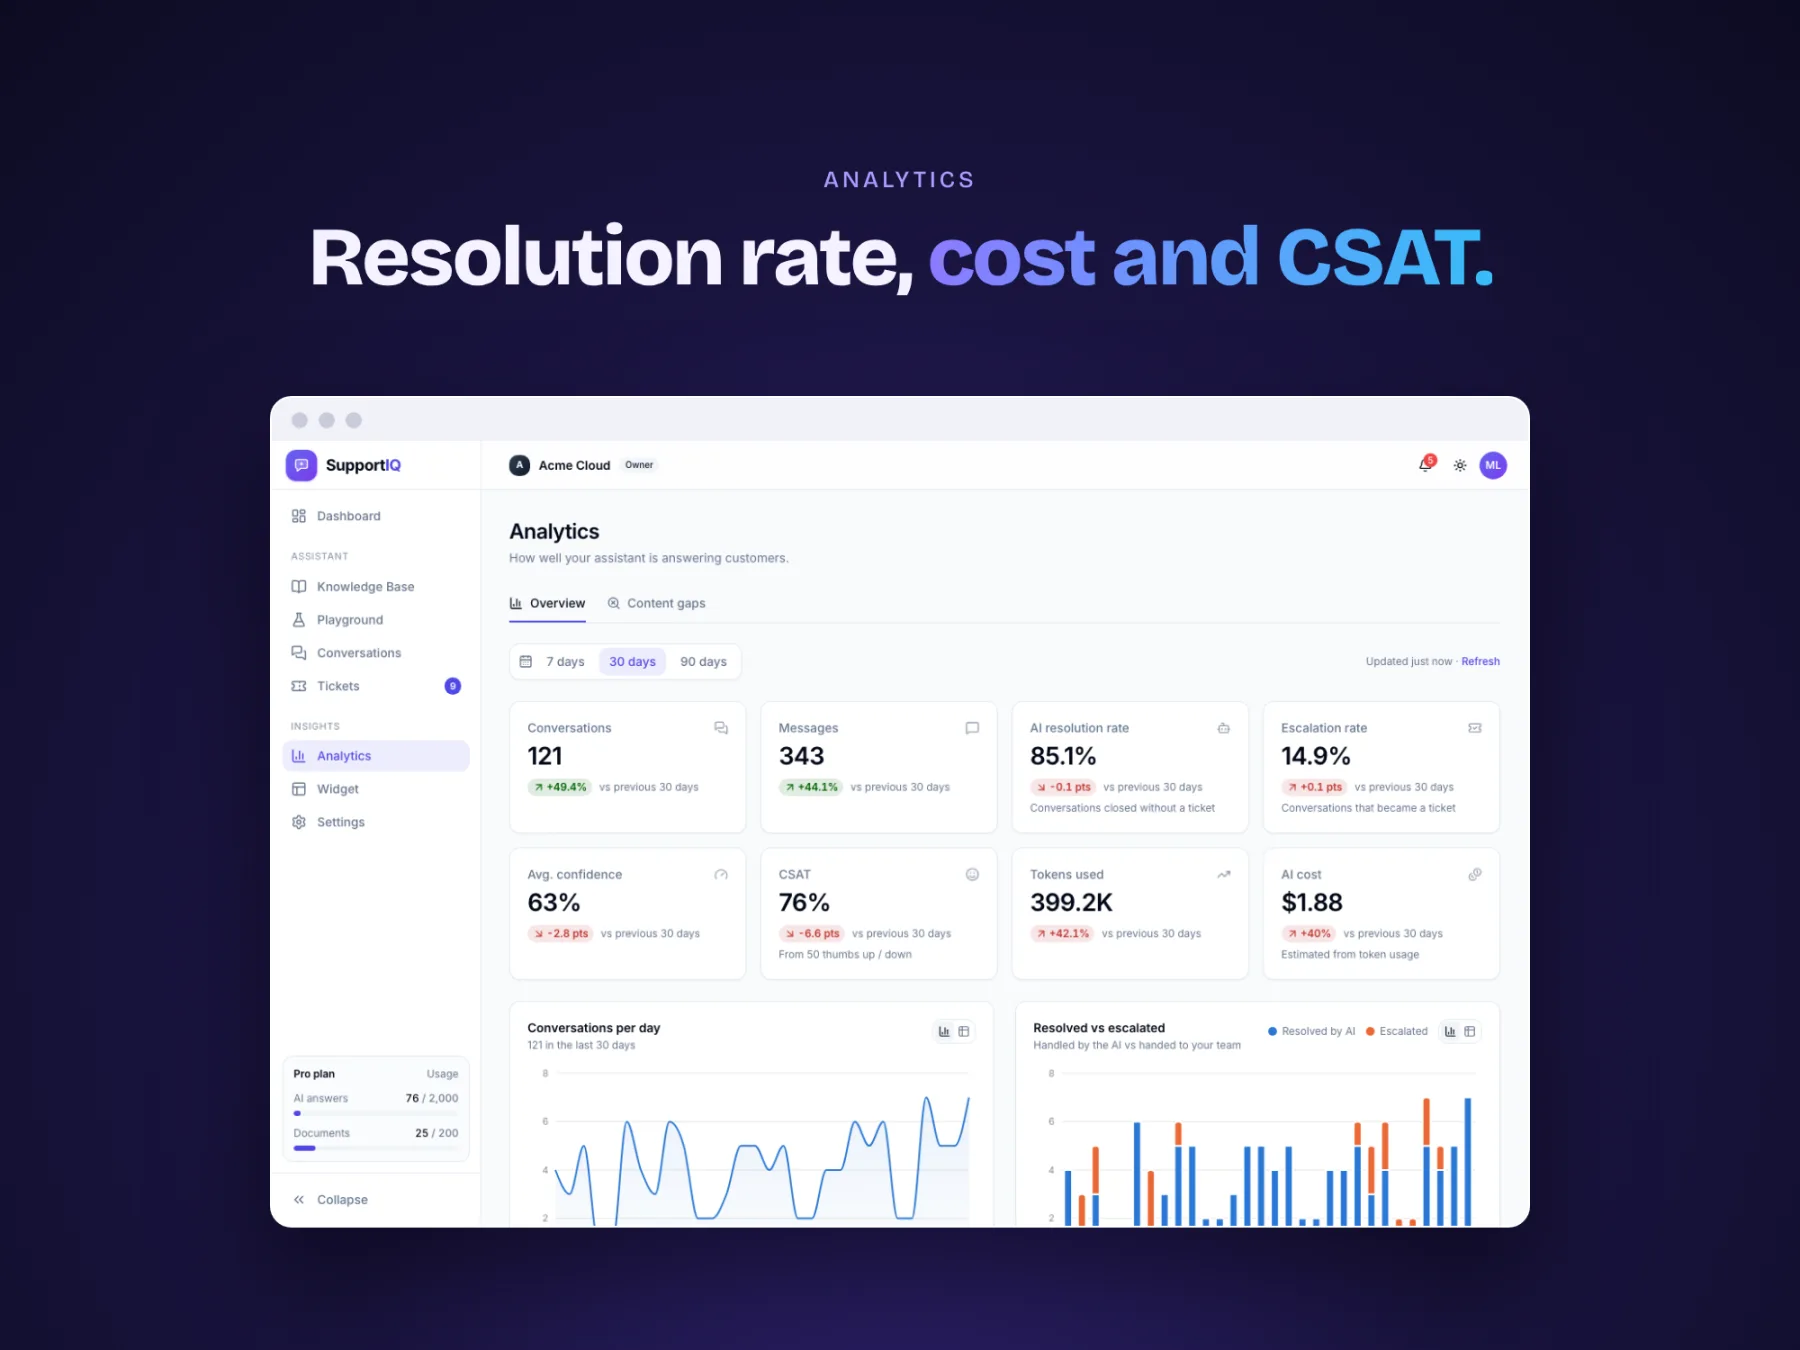 ANALYTICS
Resolution rate, cost and CSAT.
SupportIQ
A Acme Cloud Owner
5
ML
Dashboard
ASSISTANT
Knowledge Base
Playground
Conversations
Tickets 9
INSIGHTS
Analytics
Widget
Settings
Pro plan Usage
AI answers 76 / 2,000
Documents 25 / 200
Collapse
Analytics
How well your assistant is answering customers.
Overview Content gaps
7 days 30 days 90 days
Updated just now · Refresh
Conversations
121
+49.4% vs previous 30 days
Messages
343
+44.1% vs previous 30 days
AI resolution rate
85.1%
-0.1 pts vs previous 30 days
Conversations closed without a ticket
Escalation rate
14.9%
+0.1 pts vs previous 30 days
Conversations that became a ticket
Avg. confidence
63%
-2.8 pts vs previous 30 days
CSAT
76%
-6.6 pts vs previous 30 days
From 50 thumbs up / down
Tokens used
399.2K
+42.1% vs previous 30 days
AI cost
$1.88
+40% vs previous 30 days
Estimated from token usage
Conversations per day
121 in the last 30 days
8
6
4
2
Resolved vs escalated
Handled by the AI vs handed to your team
Resolved by AI Escalated
8
6
4
2